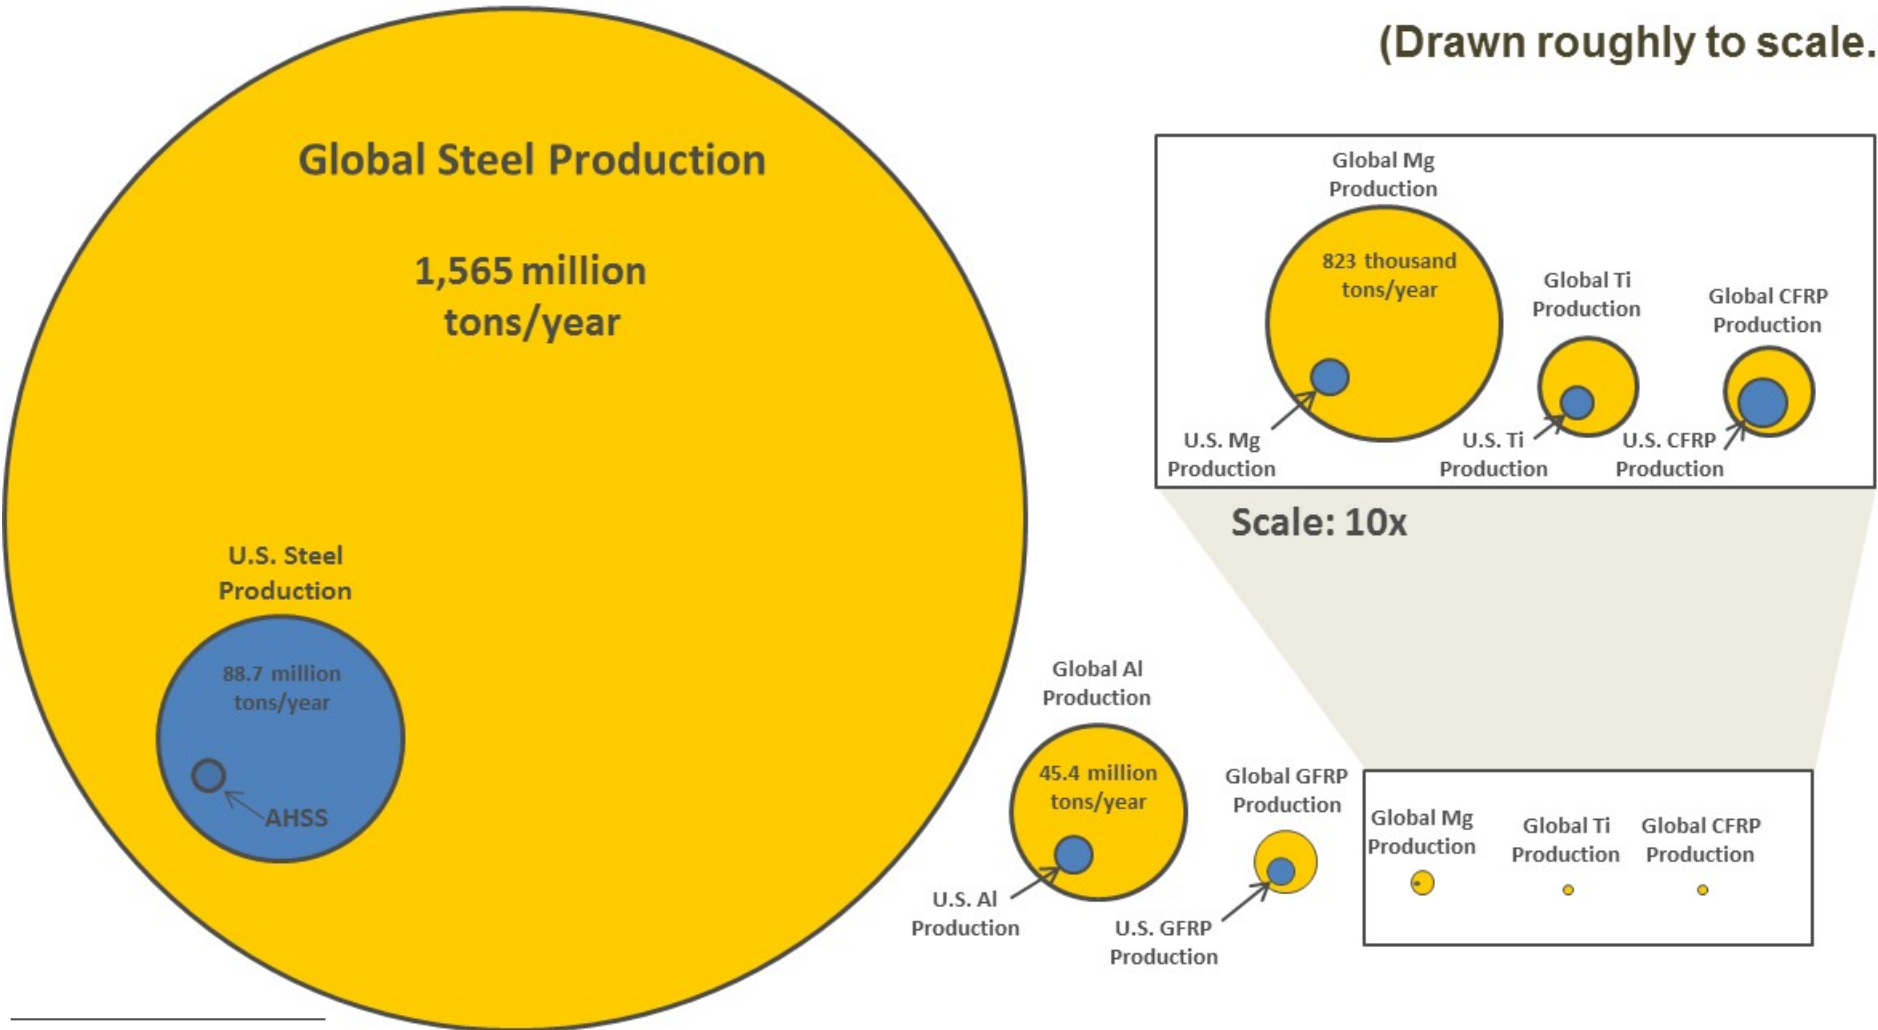 (Drawn roughly to scale.
Global Steel Production
1,565 million
tons/year
U.S. Steel
Production
88.7 million
tons/year
AHSS
Global Mg
Production
823 thousand
tons/year
U.S. Mg
Production
Global Ti
Production
U.S. Ti
Production
Global CFRP
Production
U.S. CFRP
Production
Scale: 10x
Global Al
Production
45.4 million
tons/year
U.S. Al
Production
Global GFRP
Production
U.S. GFRP
Production
Global Mg
Production
Global Ti
Production
Global CFRP
Production